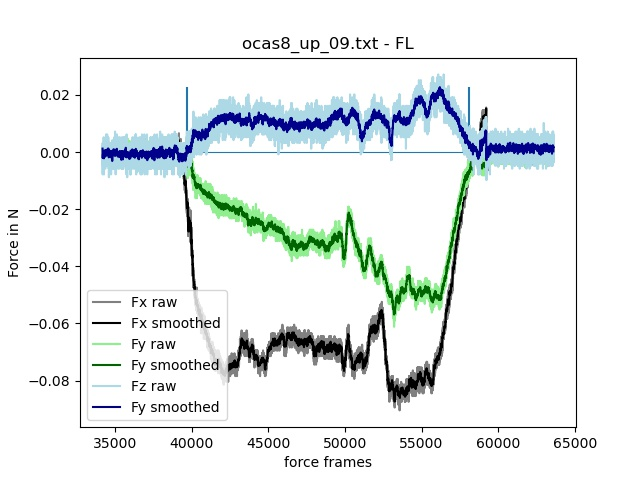 ocas8_up_09.txt - FL
Force in N
0.02
0.00
−0.02
−0.04
−0.06
−0.08
Fx raw
Fx smoothed
Fy raw
Fy smoothed
Fz raw
Fy smoothed
35000 40000 45000 50000 55000 60000 65000
force frames